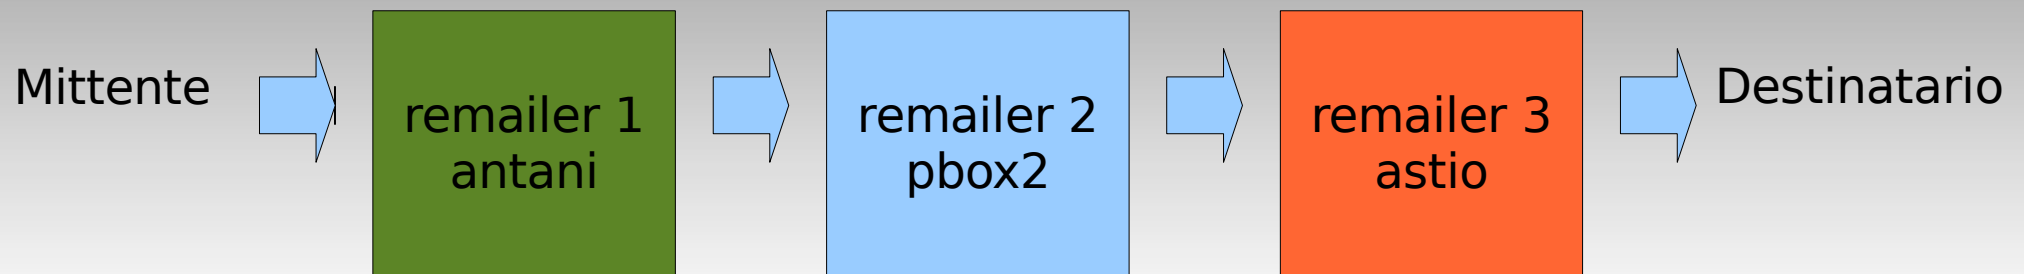 Mittente
remailer 1
antani
remailer 2
pbox2
remailer 3
astio
Destinatario